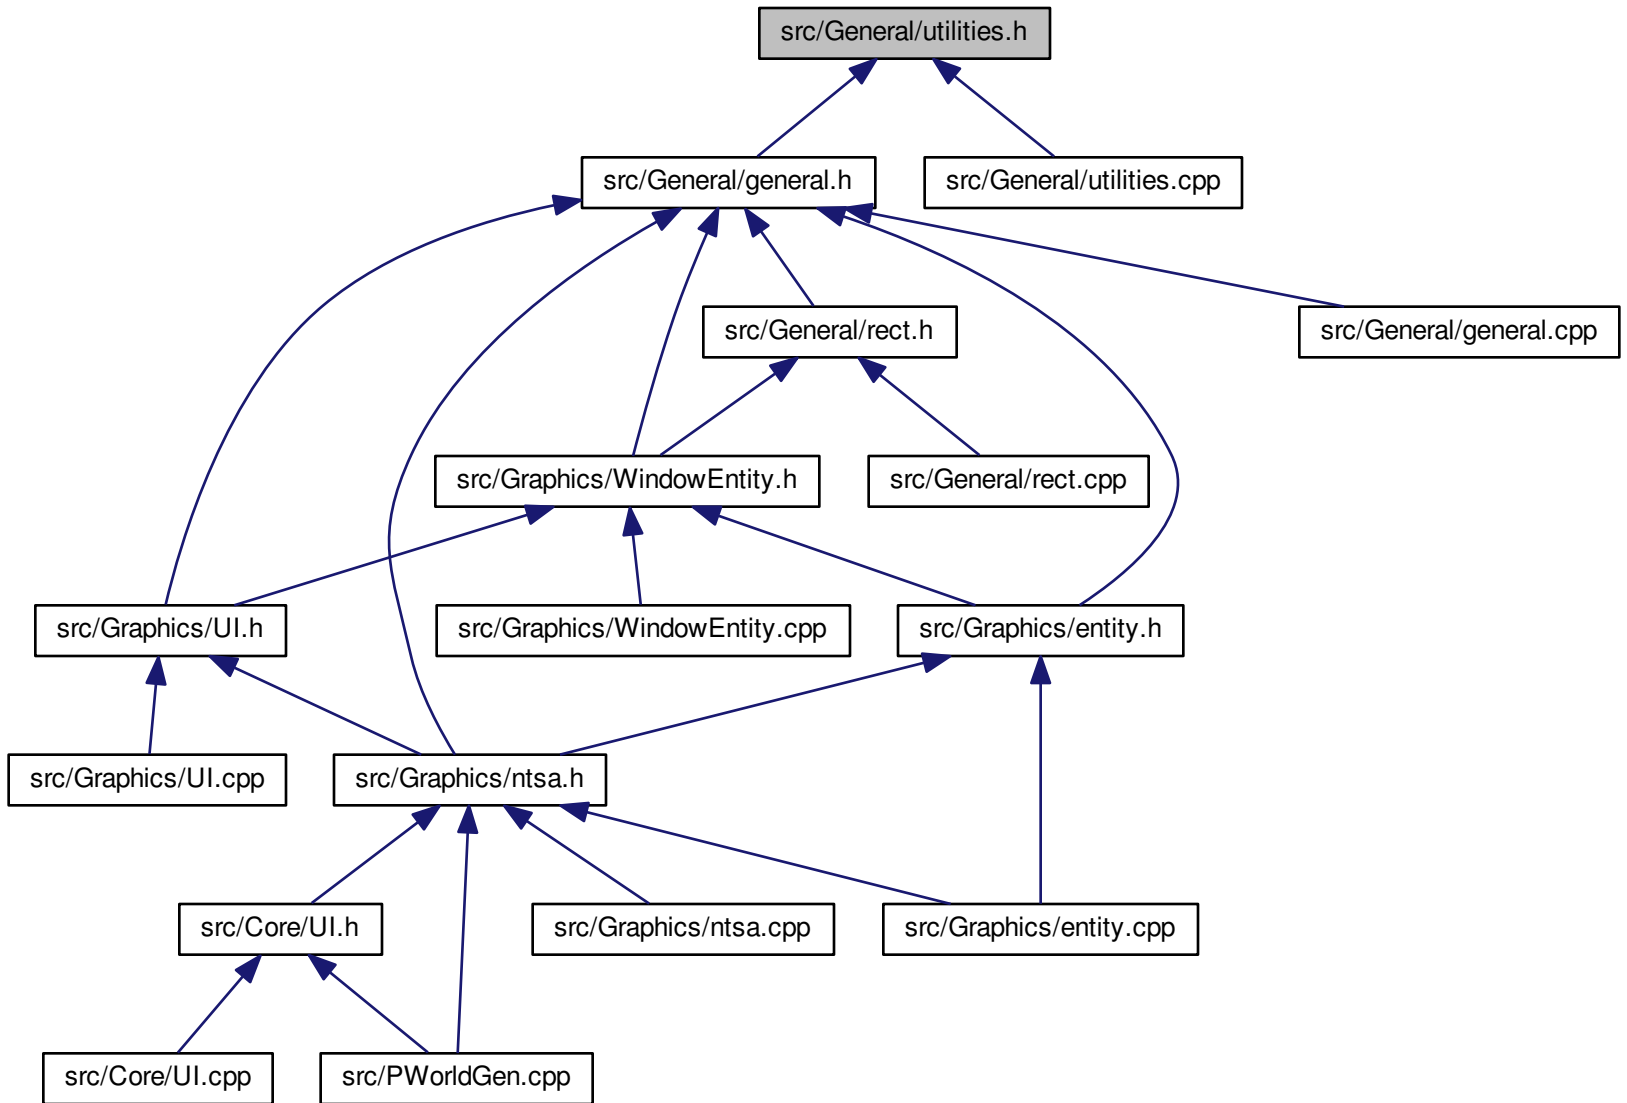 src/General/utilities.h
src/General/general.h
src/General/utilities.cpp
src/General/rect.h
src/General/general.cpp
src/Graphics/WindowEntity.h
src/General/rect.cpp
src/Graphics/UI.h
src/Graphics/WindowEntity.cpp
src/Graphics/entity.h
src/Graphics/UI.cpp
src/Graphics/ntsa.h
src/Core/UI.h
src/Graphics/ntsa.cpp
src/Graphics/entity.cpp
src/Core/UI.cpp
src/PWorldGen.cpp